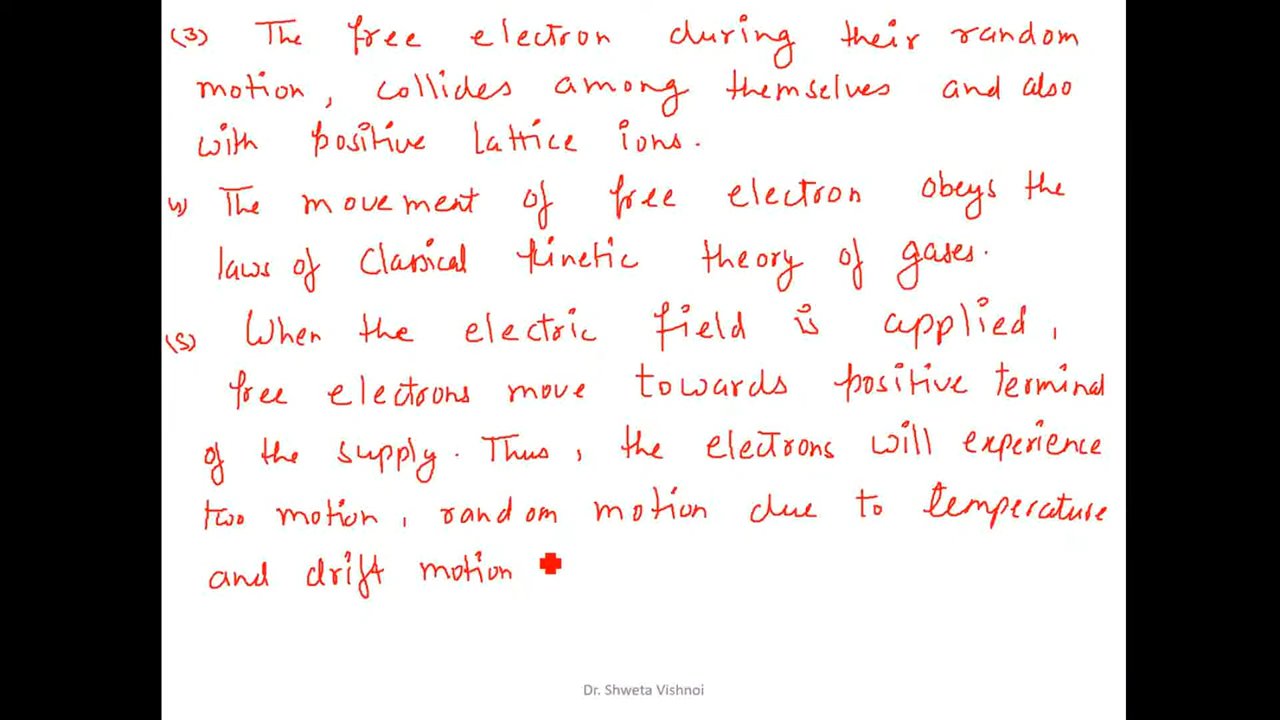 (3) The free electron during their random
motion, collides among themselves and also
with positive lattice ions.
4) The movement of free electron obeys the
laws of Classical kinetic theory of gases.
(5) When the electric field is applied,
free electrons move towards positive terminal
of the supply. Thus, the electrons will experience
two motion, random motion due to temperature
and drift motion
Dr. Shweta Vishnoi